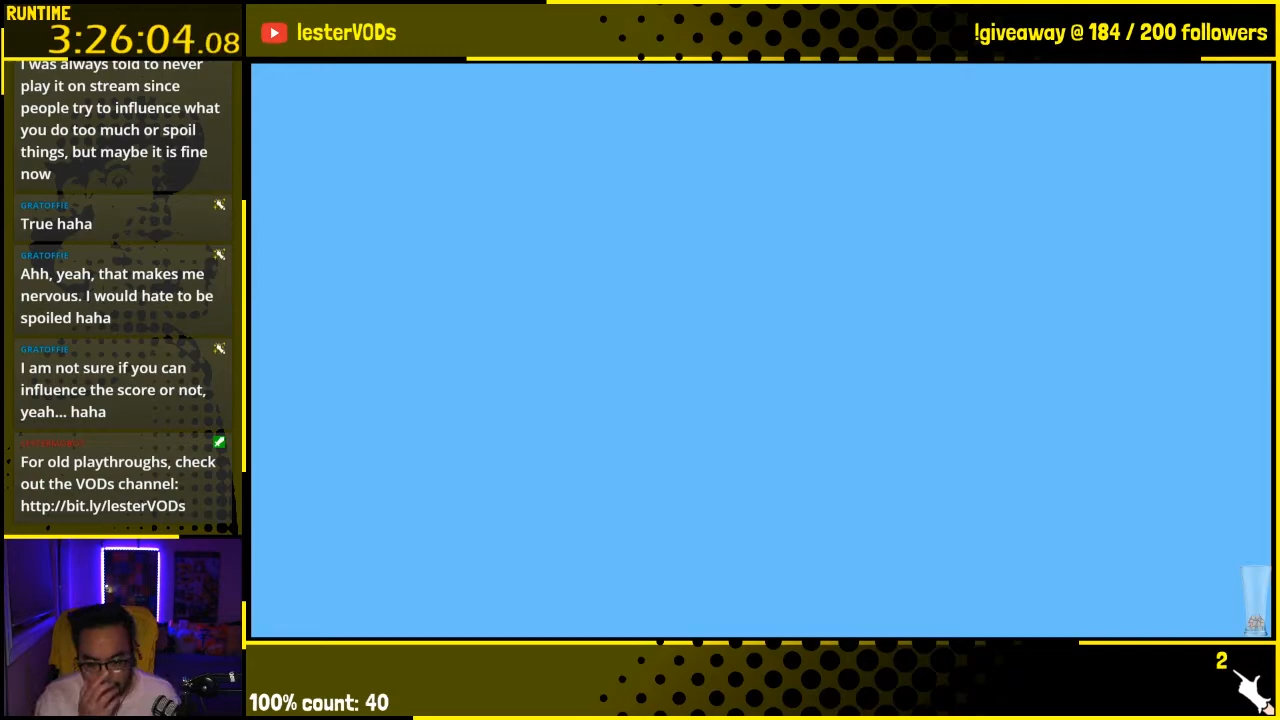 RUNTIME
3:26:04.08
lesterVODs
!giveaway @ 184 / 200 followers
I was always told to never
play it on stream since
people try to influence what
you do too much or spoil
things, but maybe it is fine
now
GRATOFFIE
True haha
GRATOFFIE
Ahh, yeah, that makes me
nervous. I would hate to be
spoiled haha
GRATOFFIE
I am not sure if you can
influence the score or not,
yeah... haha
For old playthroughs, check
out the VODs channel:
http://bit.ly/lesterVODs
100% count: 40
2